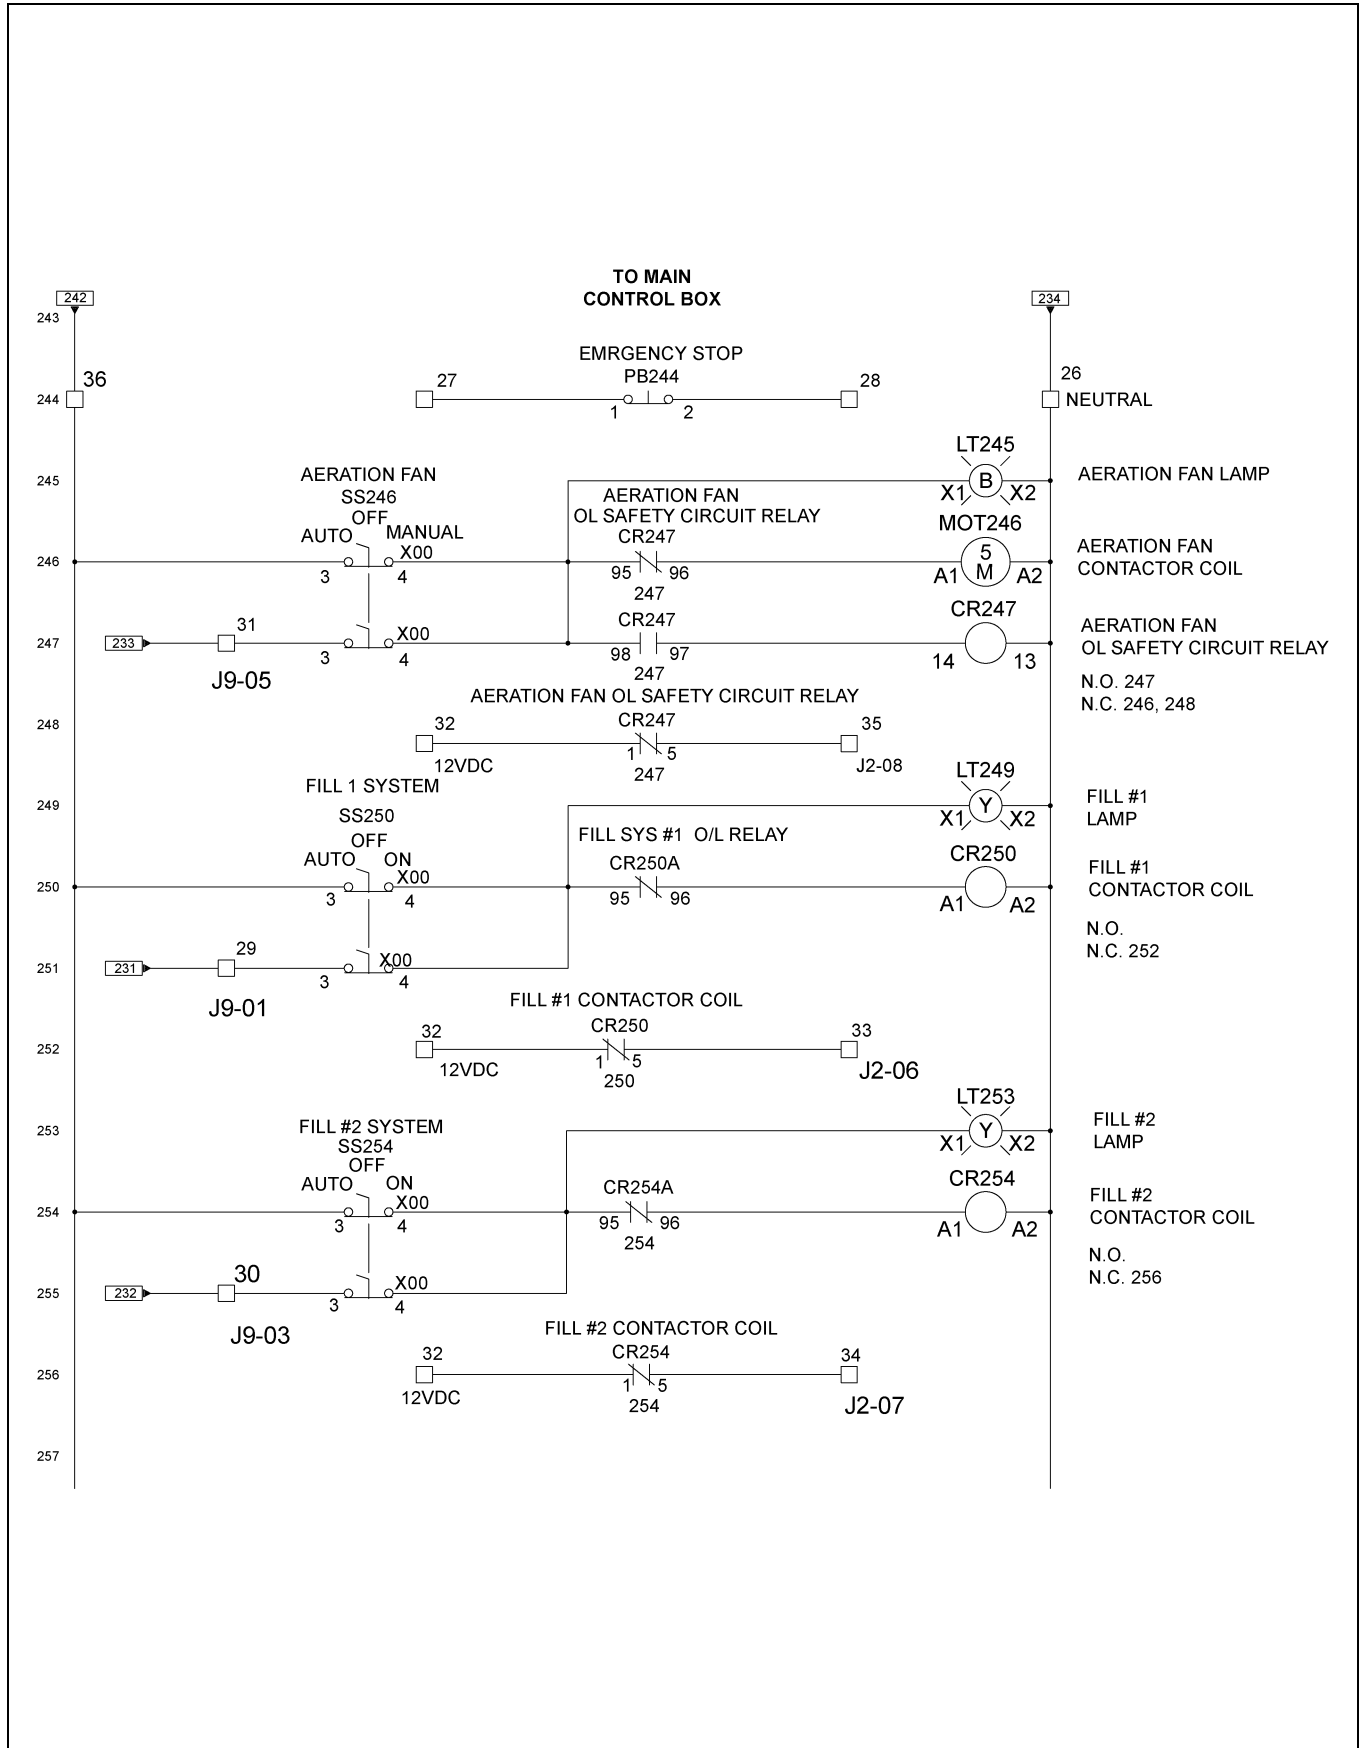 TO MAIN
CONTROL BOX
242
234
243
EMRGENCY STOP
PB244
36
27
28
26
244
1
2
NEUTRAL
LT245
AERATION FAN
245
B
AERATION FAN LAMP
SS246
AERATION FAN
X1
X2
OFF
OL SAFETY CIRCUIT RELAY
AUTO
MANUAL
CR247
MOT246
X00
5
M
AERATION FAN
CONTACTOR COIL
246
3
4
95
96
A1
A2
247
CR247
CR247
31
X00
AERATION FAN
OL SAFETY CIRCUIT RELAY
247
233
3
4
98
97
14
13
247
J9-05
N.O. 247
N.C. 246, 248
AERATION FAN OL SAFETY CIRCUIT RELAY
32
CR247
35
248
1
5
12VDC
247
J2-08
LT249
FILL 1 SYSTEM
FILL #1
LAMP
249
Y
SS250
X1
X2
OFF
FILL SYS #1 O/L RELAY
AUTO
ON
CR250A
CR250
X00
FILL #1
CONTACTOR COIL
250
3
4
95
96
A1
A2
N.O.
N.C. 252
29
X00
251
231
3
4
J9-01
FILL #1 CONTACTOR COIL
32
CR250
33
252
1
5
12VDC
250
J2-06
LT253
FILL #2
LAMP
253
FILL #2 SYSTEM
Y
SS254
X1
X2
OFF
AUTO
ON
CR254A
CR254
X00
FILL #2
CONTACTOR COIL
254
3
4
95
96
A1
A2
254
N.O.
N.C. 256
30
X00
255
232
3
4
J9-03
FILL #2 CONTACTOR COIL
32
CR254
34
256
1
5
12VDC
254
J2-07
257